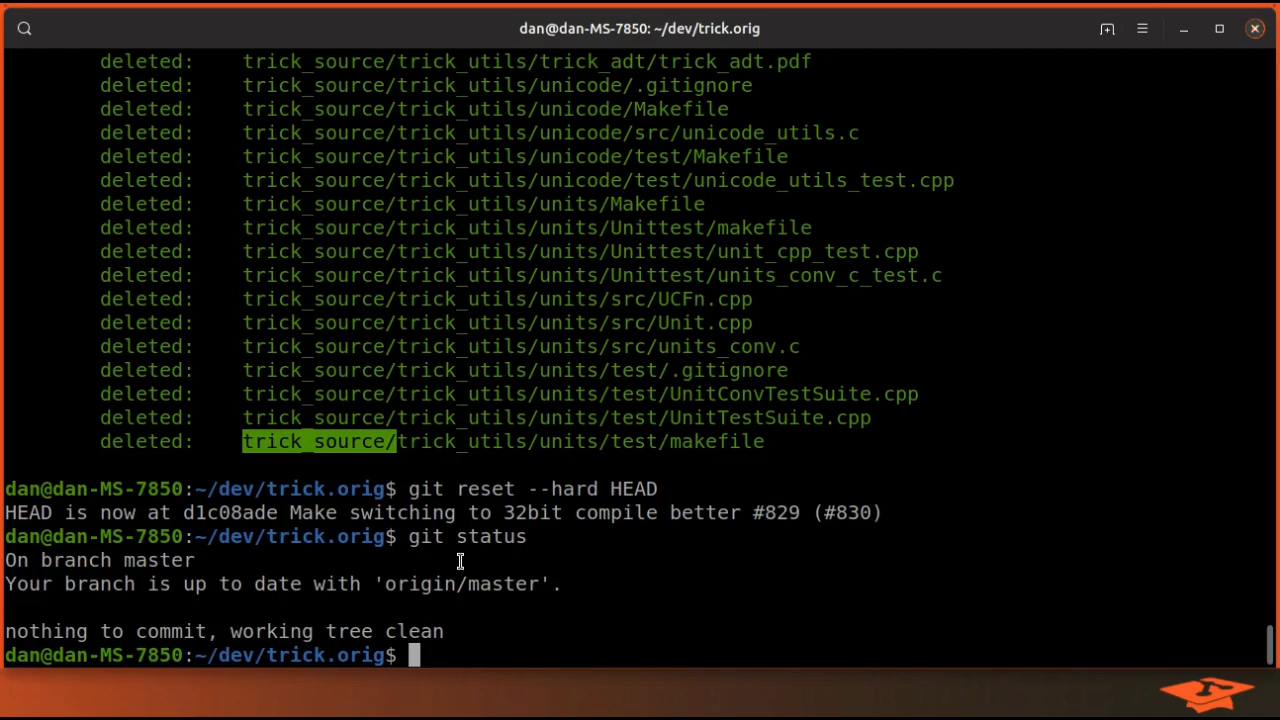 dan@dan-MS-7850: ~/dev/trick.orig
deleted:    trick_source/trick_utils/trick_adt/trick_adt.pdf
deleted:    trick_source/trick_utils/unicode/.gitignore
deleted:    trick_source/trick_utils/unicode/Makefile
deleted:    trick_source/trick_utils/unicode/src/unicode_utils.c
deleted:    trick_source/trick_utils/unicode/test/Makefile
deleted:    trick_source/trick_utils/unicode/test/unicode_utils_test.cpp
deleted:    trick_source/trick_utils/units/Makefile
deleted:    trick_source/trick_utils/units/Unittest/makefile
deleted:    trick_source/trick_utils/units/Unittest/unit_cpp_test.cpp
deleted:    trick_source/trick_utils/units/Unittest/units_conv_c_test.c
deleted:    trick_source/trick_utils/units/src/UCFn.cpp
deleted:    trick_source/trick_utils/units/src/Unit.cpp
deleted:    trick_source/trick_utils/units/src/units_conv.c
deleted:    trick_source/trick_utils/units/test/.gitignore
deleted:    trick_source/trick_utils/units/test/UnitConvTestSuite.cpp
deleted:    trick_source/trick_utils/units/test/UnitTestSuite.cpp
deleted:    trick_source/trick_utils/units/test/makefile
dan@dan-MS-7850:~/dev/trick.orig$ git reset --hard HEAD
HEAD is now at d1c08ade Make switching to 32bit compile better #829 (#830)
dan@dan-MS-7850:~/dev/trick.orig$ git status
On branch master
Your branch is up to date with 'origin/master'.
nothing to commit, working tree clean
dan@dan-MS-7850:~/dev/trick.orig$